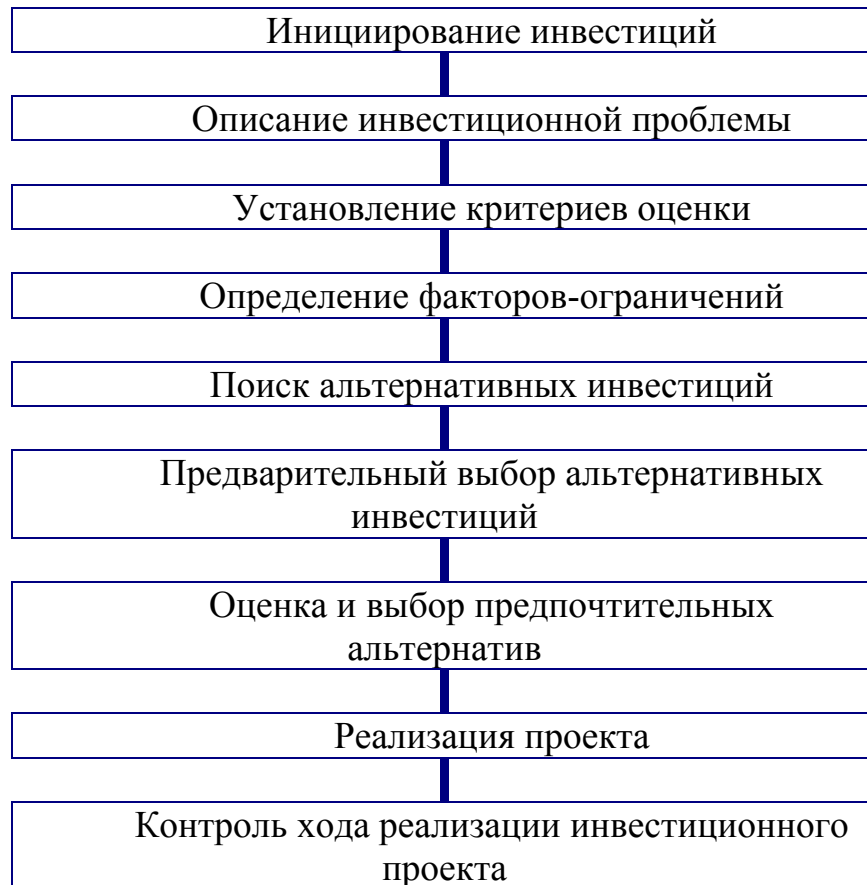 Инициирование инвестиций
Описание инвестиционной проблемы
Установление критериев оценки
Определение факторов-ограничений
Поиск альтернативных инвестиций
Предварительный выбор альтернативных
инвестиций
Оценка и выбор предпочтительных
альтернатив
Реализация проекта
Контроль хода реализации инвестиционного
проекта